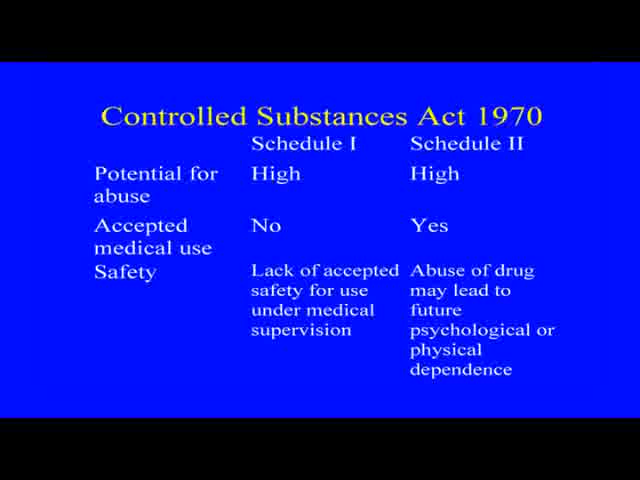 Controlled Substances Act 1970
Schedule I Schedule II
Potential for abuse High High
Accepted medical use No Yes
Safety Lack of accepted safety for use under medical supervision Abuse of drug may lead to future psychological or physical dependence